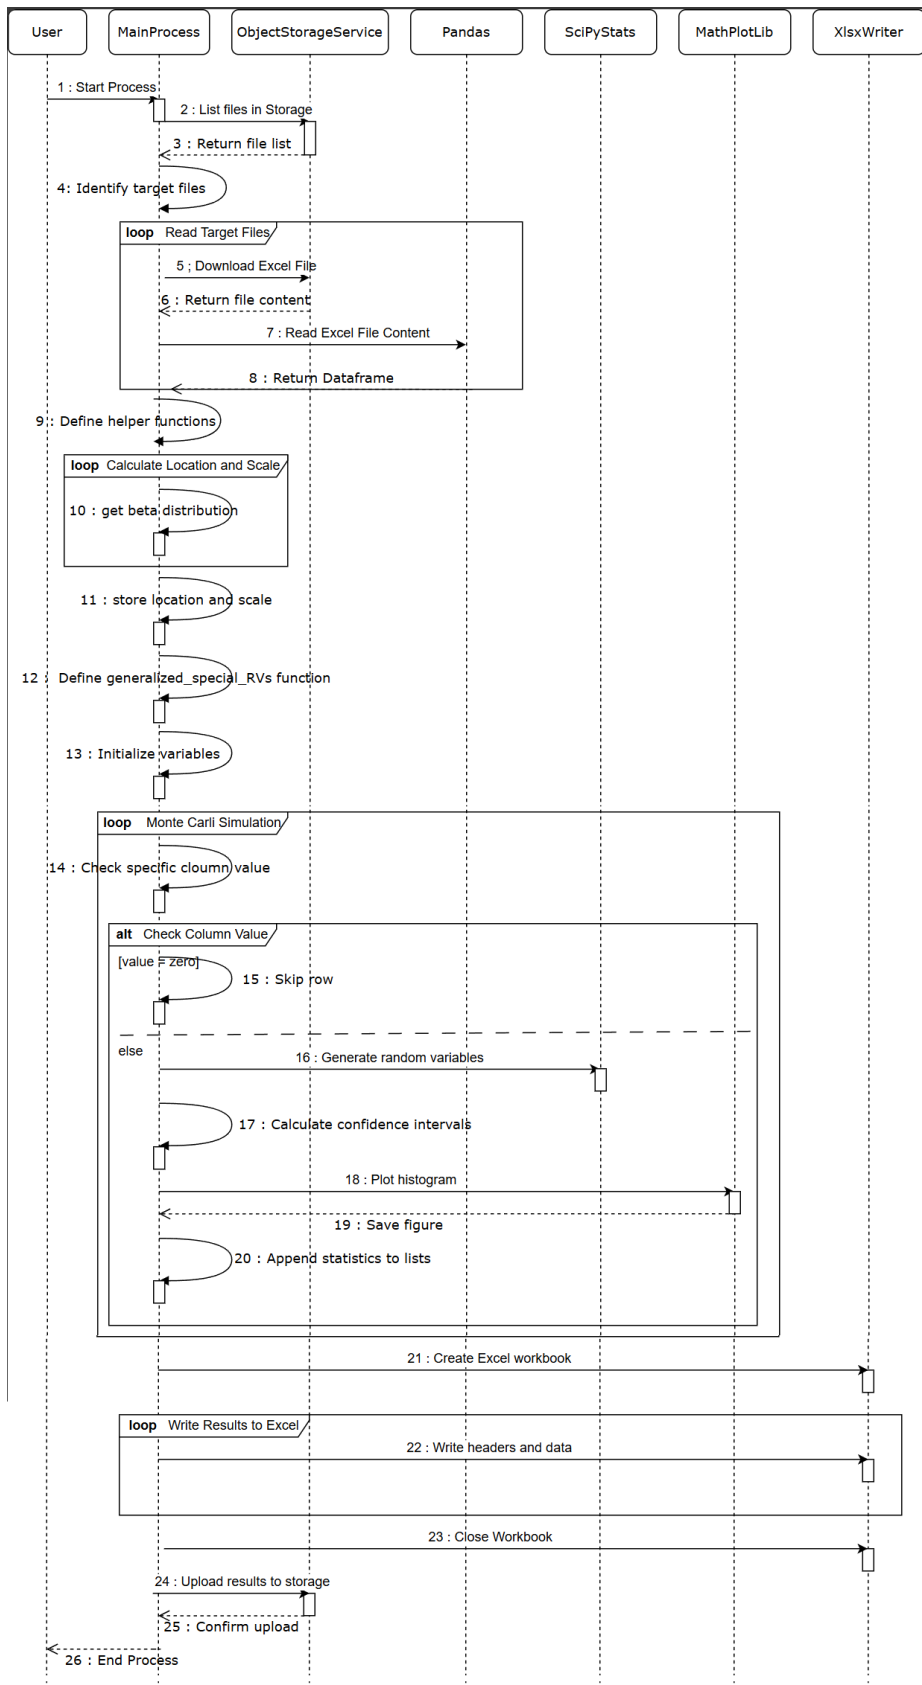 User
MainProcess
ObjectStorageService
Pandas
SciPyStats
MathPlotLib
XlsxWriter
1 : Start Process
2 : List files in Storage
3 : Return file list
4: Identify target files
loop Read Target Files
5 ; Download Excel File
6 : Return file content
7 : Read Excel File Content
8 : Return Dataframe
9 : Define helper functions
loop Calculate Location and Scale
10 : get beta distribution
11 : store location and scale
12 : Define generalized_special_RVs function
13 : Initialize variables
loop Monte Carli Simulation
14 : Check specific cloumn value
alt Check Column Value
[value = zero]
15 : Skip row
else
16 : Generate random variables
17 : Calculate confidence intervals
18 : Plot histogram
19 : Save figure
20 : Append statistics to lists
21 : Create Excel workbook
loop Write Results to Excel
22 : Write headers and data
23 : Close Workbook
24 : Upload results to storage
25 : Confirm upload
26 : End Process